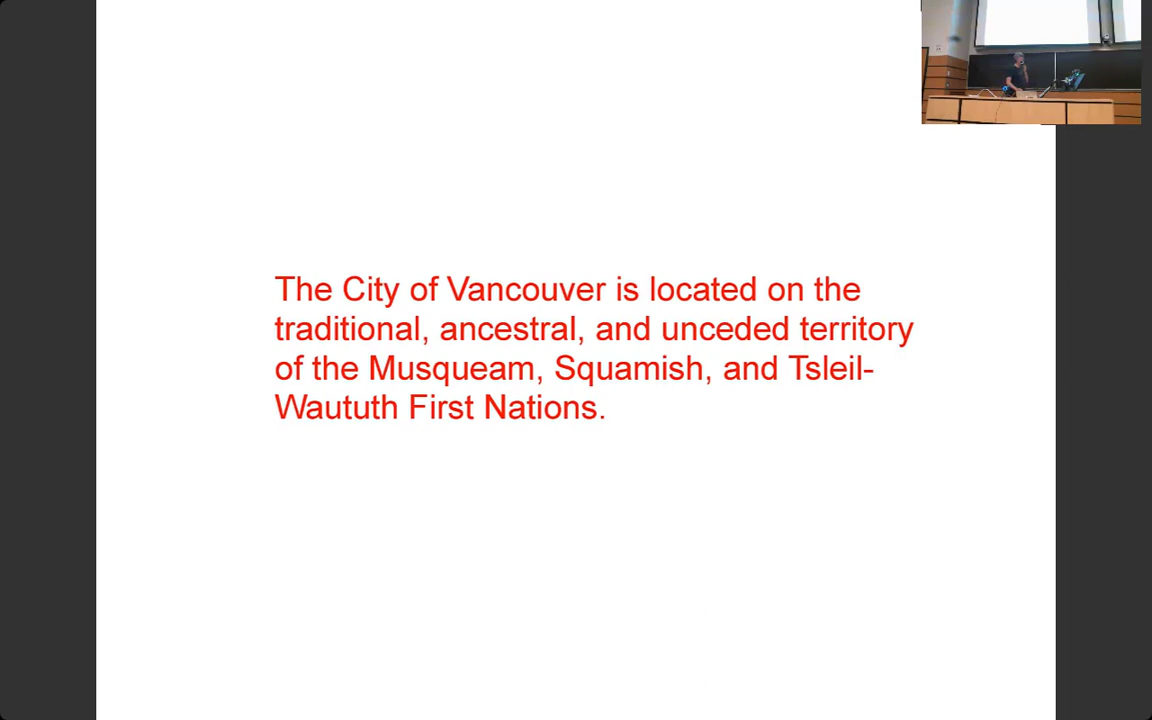 The City of Vancouver is located on the
traditional, ancestral, and unceded territory
of the Musqueam, Squamish, and Tsleil-
Waututh First Nations.